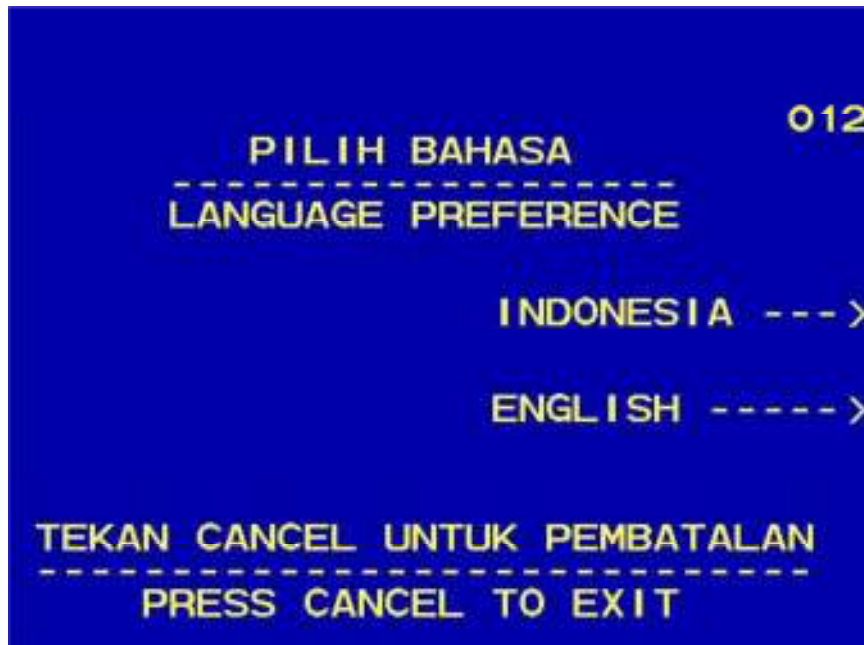 012
PILIH BAHASA
------------------
LANGUAGE PREFERENCE
INDONESIA --->
ENGLISH ----->
TEKAN CANCEL UNTUK PEMBATALAN
----------------------------
PRESS CANCEL TO EXIT